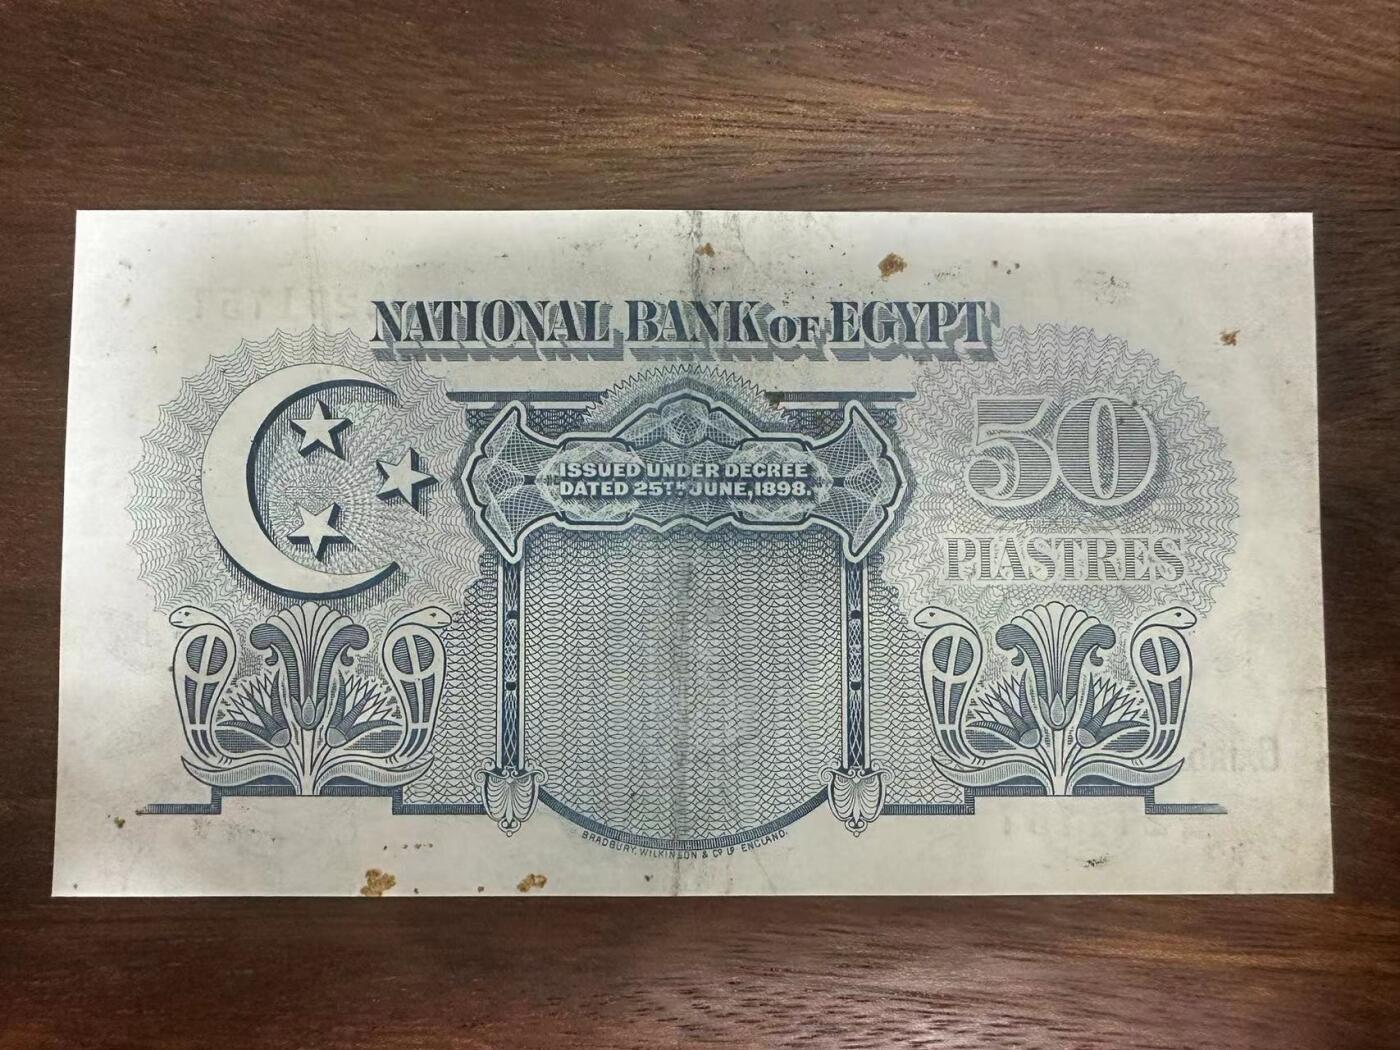 NATIONAL BANK OF EGYPT
ISSUED UNDER DECREE
DATED 25TH JUNE, 1898.
50
PIASTRES
BRADBURY, WILKINSON & Cº Lᴰ ENGLAND.